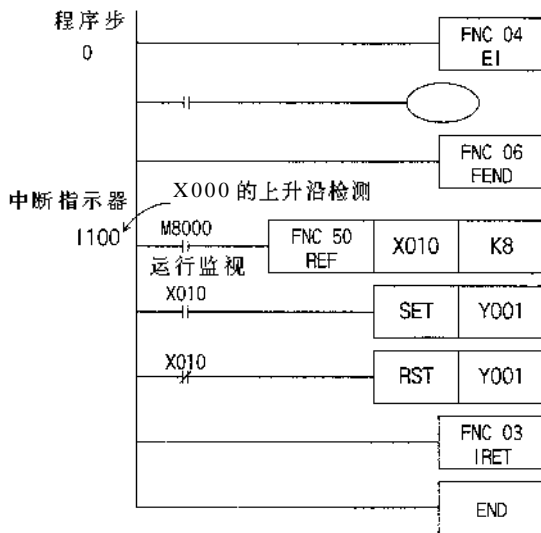 程序步
0
FNC 04
EI
FNC 06
FEND
中断指示器
X000 的上升沿检测
I100
M8000
FNC 50
REF
X010
K8
运行监视
X010
SET
Y001
X010
RST
Y001
FNC 03
IRET
END